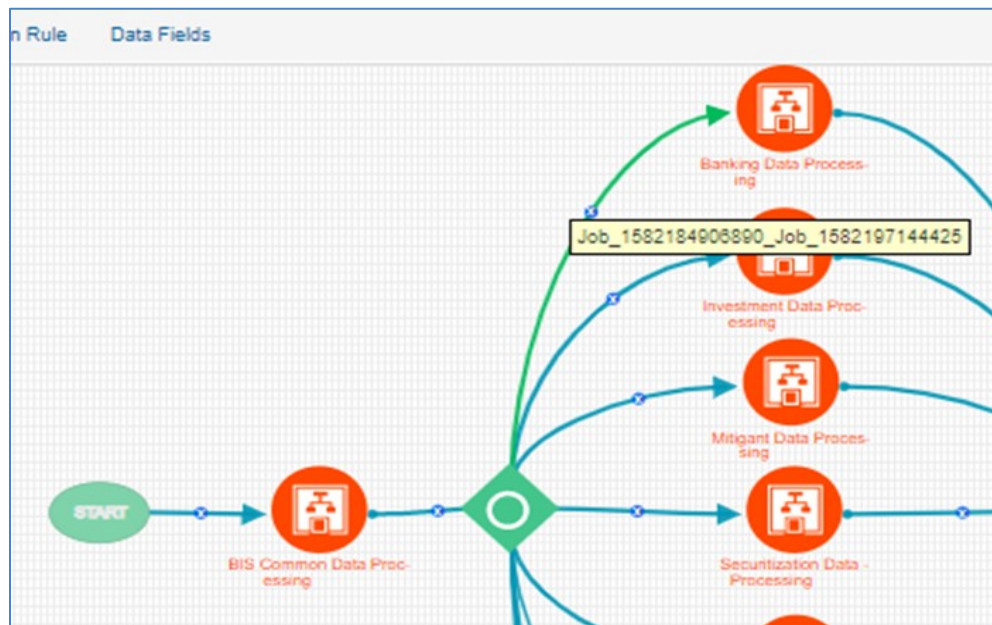 n Rule Data Fields
Banking Data Process-
ing
Job_1582184906890_Job_1582197144425
Investment Data Proc-
essing
Mitigant Data Proces-
sing
START
BIS Common Data Proc-
essing
Securitization Data -
Processing